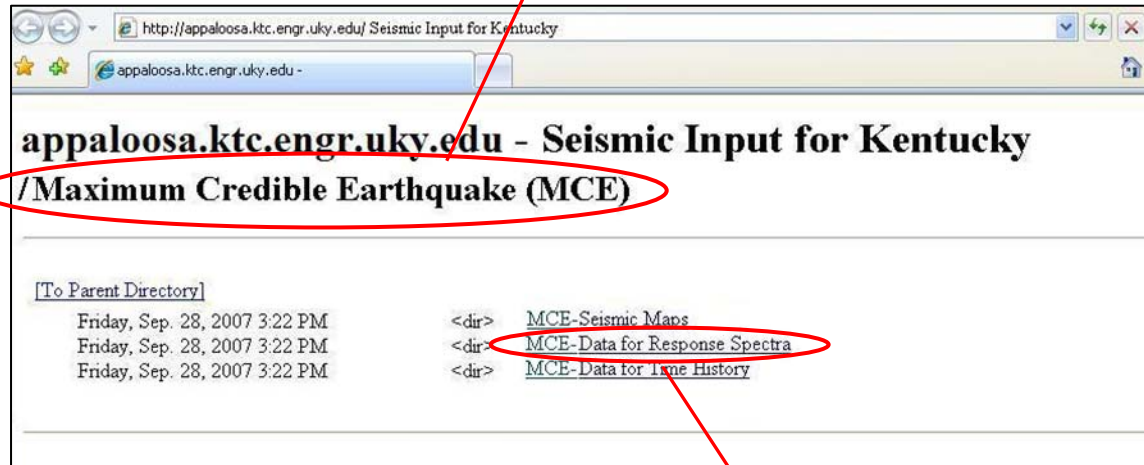 http://appaloosa.ktc.engr.uky.edu/ Seismic Input for Kentucky
appaloosa.ktc.engr.uky.edu -
appaloosa.ktc.engr.uky.edu - Seismic Input for Kentucky
/Maximum Credible Earthquake (MCE)
[To Parent Directory]
Friday, Sep. 28, 2007 3:22 PM <dir> MCE-Seismic Maps
Friday, Sep. 28, 2007 3:22 PM <dir> MCE-Data for Response Spectra
Friday, Sep. 28, 2007 3:22 PM <dir> MCE-Data for Time History